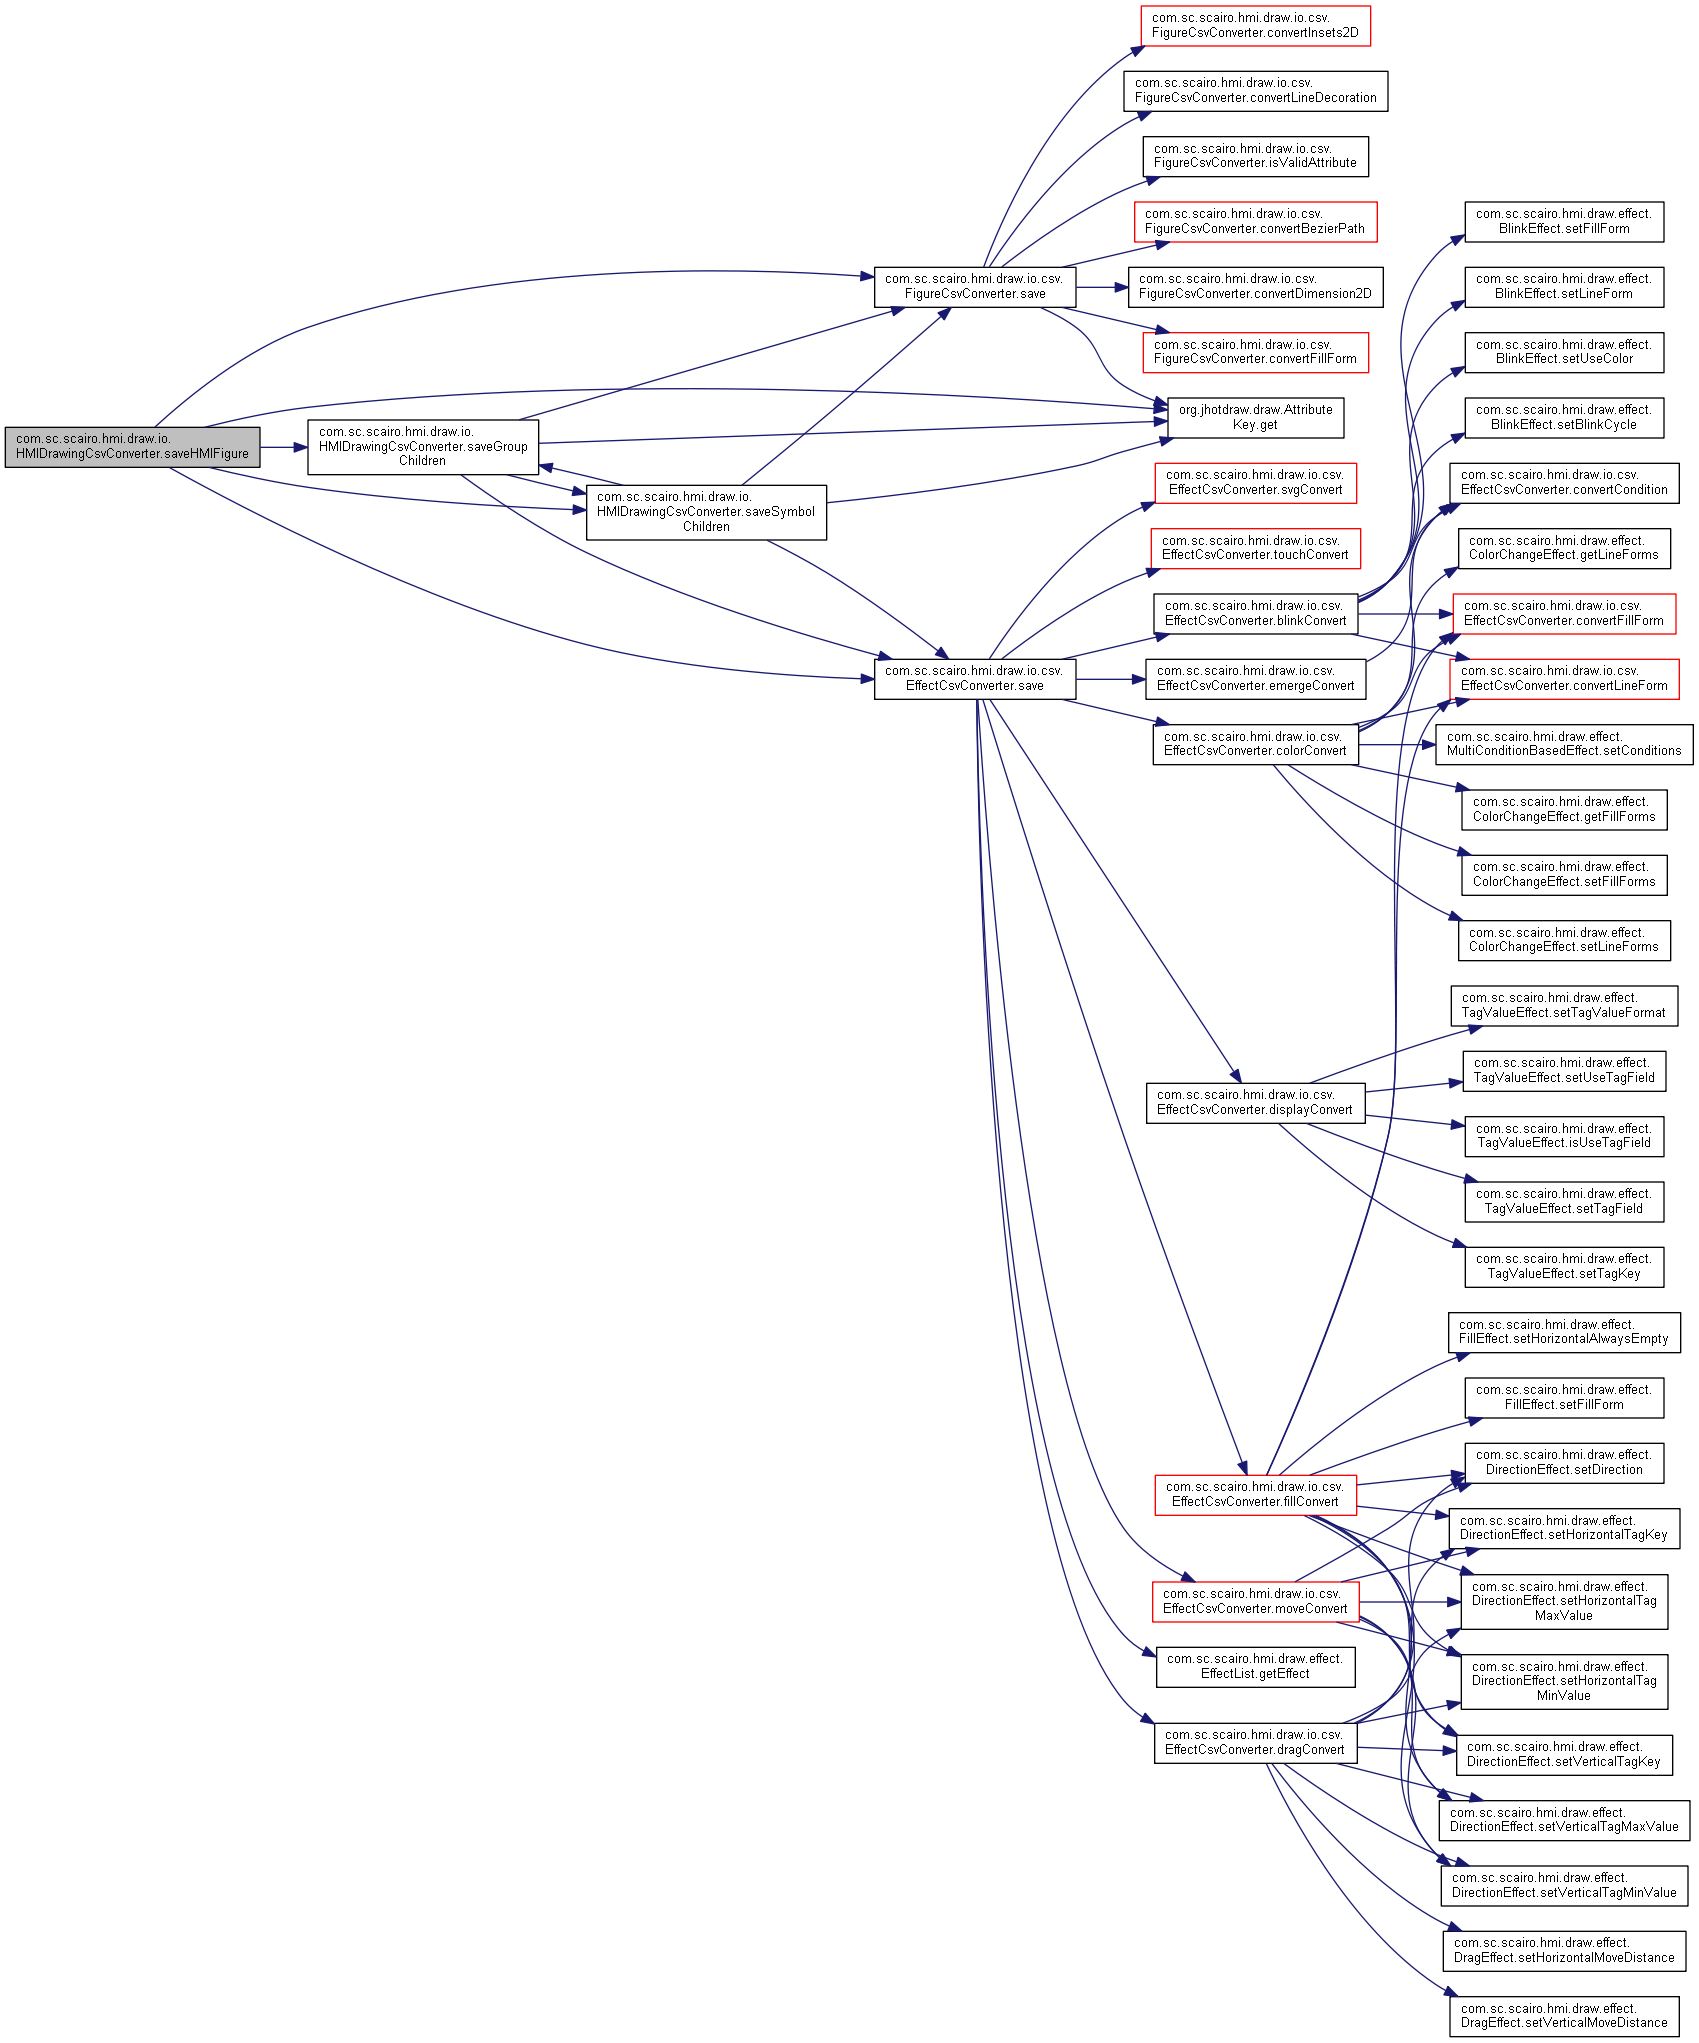 com.sc.scairo.hmi.draw.io.
HMIDrawingCsvConverter.saveHMIFigure
com.sc.scairo.hmi.draw.io.
HMIDrawingCsvConverter.saveGroup
Children
com.sc.scairo.hmi.draw.io.
HMIDrawingCsvConverter.saveSymbol
Children
com.sc.scairo.hmi.draw.io.csv.
FigureCsvConverter.save
com.sc.scairo.hmi.draw.io.csv.
EffectCsvConverter.save
com.sc.scairo.hmi.draw.io.csv.
FigureCsvConverter.convertInsets2D
com.sc.scairo.hmi.draw.io.csv.
FigureCsvConverter.convertLineDecoration
com.sc.scairo.hmi.draw.io.csv.
FigureCsvConverter.isValidAttribute
com.sc.scairo.hmi.draw.io.csv.
FigureCsvConverter.convertBezierPath
com.sc.scairo.hmi.draw.io.csv.
FigureCsvConverter.convertDimension2D
com.sc.scairo.hmi.draw.io.csv.
FigureCsvConverter.convertFillForm
org.jhotdraw.draw.Attribute
Key.get
com.sc.scairo.hmi.draw.io.csv.
EffectCsvConverter.svgConvert
com.sc.scairo.hmi.draw.io.csv.
EffectCsvConverter.touchConvert
com.sc.scairo.hmi.draw.io.csv.
EffectCsvConverter.blinkConvert
com.sc.scairo.hmi.draw.io.csv.
EffectCsvConverter.emergeConvert
com.sc.scairo.hmi.draw.io.csv.
EffectCsvConverter.colorConvert
com.sc.scairo.hmi.draw.io.csv.
EffectCsvConverter.displayConvert
com.sc.scairo.hmi.draw.io.csv.
EffectCsvConverter.fillConvert
com.sc.scairo.hmi.draw.io.csv.
EffectCsvConverter.moveConvert
com.sc.scairo.hmi.draw.effect.
EffectList.getEffect
com.sc.scairo.hmi.draw.io.csv.
EffectCsvConverter.dragConvert
com.sc.scairo.hmi.draw.effect.
BlinkEffect.setFillForm
com.sc.scairo.hmi.draw.effect.
BlinkEffect.setLineForm
com.sc.scairo.hmi.draw.effect.
BlinkEffect.setUseColor
com.sc.scairo.hmi.draw.effect.
BlinkEffect.setBlinkCycle
com.sc.scairo.hmi.draw.io.csv.
EffectCsvConverter.convertCondition
com.sc.scairo.hmi.draw.effect.
ColorChangeEffect.getLineForms
com.sc.scairo.hmi.draw.io.csv.
EffectCsvConverter.convertFillForm
com.sc.scairo.hmi.draw.io.csv.
EffectCsvConverter.convertLineForm
com.sc.scairo.hmi.draw.effect.
MultiConditionBasedEffect.setConditions
com.sc.scairo.hmi.draw.effect.
ColorChangeEffect.getFillForms
com.sc.scairo.hmi.draw.effect.
ColorChangeEffect.setFillForms
com.sc.scairo.hmi.draw.effect.
ColorChangeEffect.setLineForms
com.sc.scairo.hmi.draw.effect.
TagValueEffect.setTagValueFormat
com.sc.scairo.hmi.draw.effect.
TagValueEffect.setUseTagField
com.sc.scairo.hmi.draw.effect.
TagValueEffect.isUseTagField
com.sc.scairo.hmi.draw.effect.
TagValueEffect.setTagField
com.sc.scairo.hmi.draw.effect.
TagValueEffect.setTagKey
com.sc.scairo.hmi.draw.effect.
FillEffect.setHorizontalAlwaysEmpty
com.sc.scairo.hmi.draw.effect.
FillEffect.setFillForm
com.sc.scairo.hmi.draw.effect.
DirectionEffect.setDirection
com.sc.scairo.hmi.draw.effect.
DirectionEffect.setHorizontalTagKey
com.sc.scairo.hmi.draw.effect.
DirectionEffect.setHorizontalTag
MaxValue
com.sc.scairo.hmi.draw.effect.
DirectionEffect.setHorizontalTag
MinValue
com.sc.scairo.hmi.draw.effect.
DirectionEffect.setVerticalTagKey
com.sc.scairo.hmi.draw.effect.
DirectionEffect.setVerticalTagMaxValue
com.sc.scairo.hmi.draw.effect.
DirectionEffect.setVerticalTagMinValue
com.sc.scairo.hmi.draw.effect.
DragEffect.setHorizontalMoveDistance
com.sc.scairo.hmi.draw.effect.
DragEffect.setVerticalMoveDistance